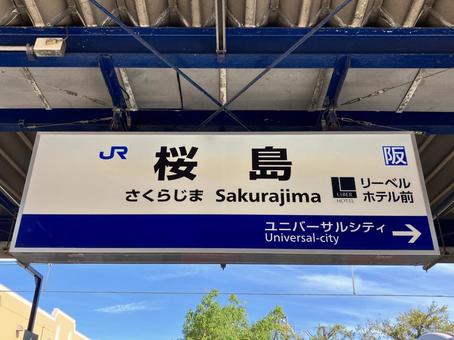 JR 桜島 阪
さくらじま Sakurajima
LIBER HOTEL リーベルホテル前
ユニバーサルシティ
Universal-city